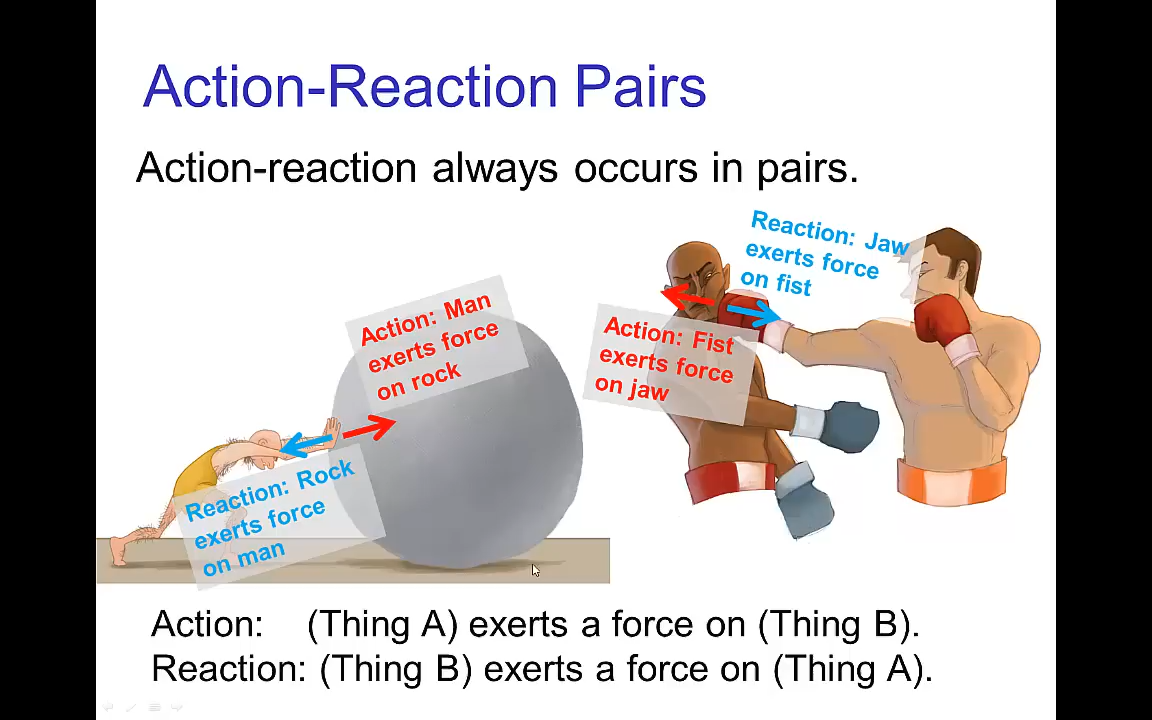 Action-Reaction Pairs
Action-reaction always occurs in pairs.
Reaction: Jaw
exerts force
on fist
Action: Man
exerts force
on rock
Action: Fist
exerts force
on jaw
Reaction: Rock
exerts force
on man
Action: (Thing A) exerts a force on (Thing B).
Reaction: (Thing B) exerts a force on (Thing A).